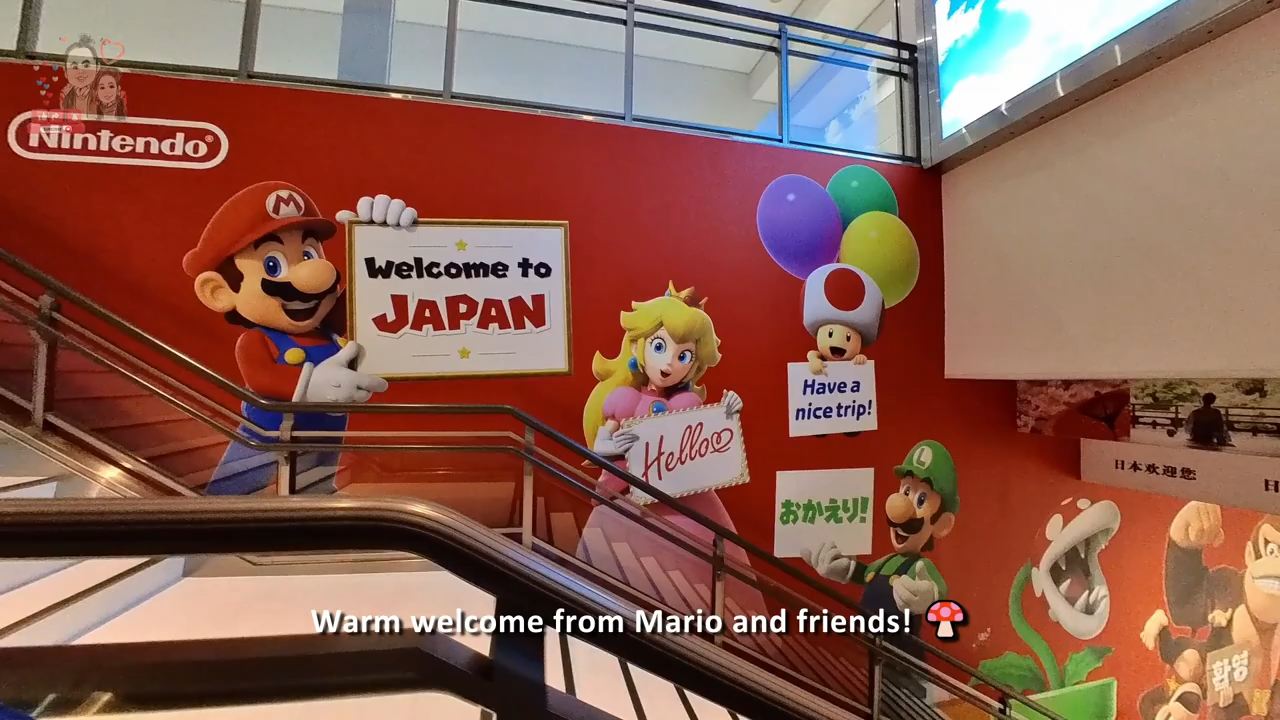 Nintendo®
M
Welcome to
JAPAN
Hello
Have a
nice trip!
おかえり!
L
日本欢迎您
日
환영
Warm welcome from Mario and friends!